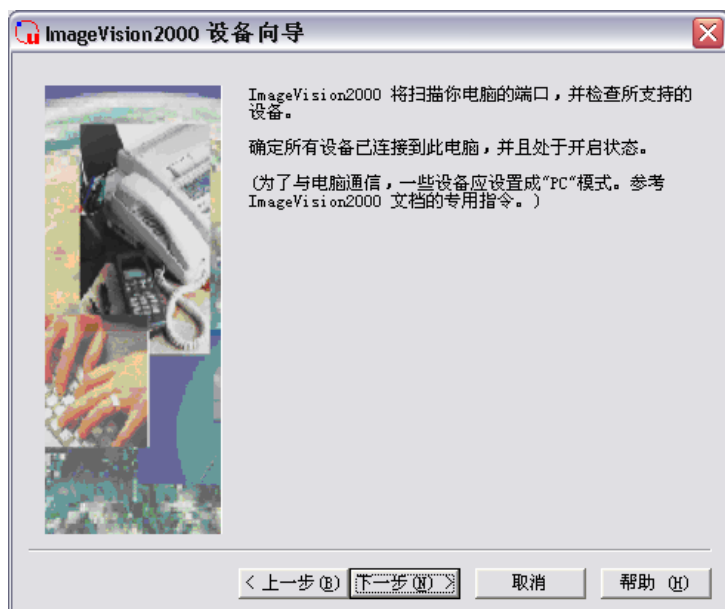 ImageVision2000 设备向导
ImageVision2000 将扫描你电脑的端口，并检查所支持的
设备。
确定所有设备已连接到此电脑，并且处于开启状态。
(为了与电脑通信，一些设备应设置成"PC"模式。参考
ImageVision2000 文档的专用指令。)
< 上一步(B)
下一步(N) >
取消
帮助 (H)